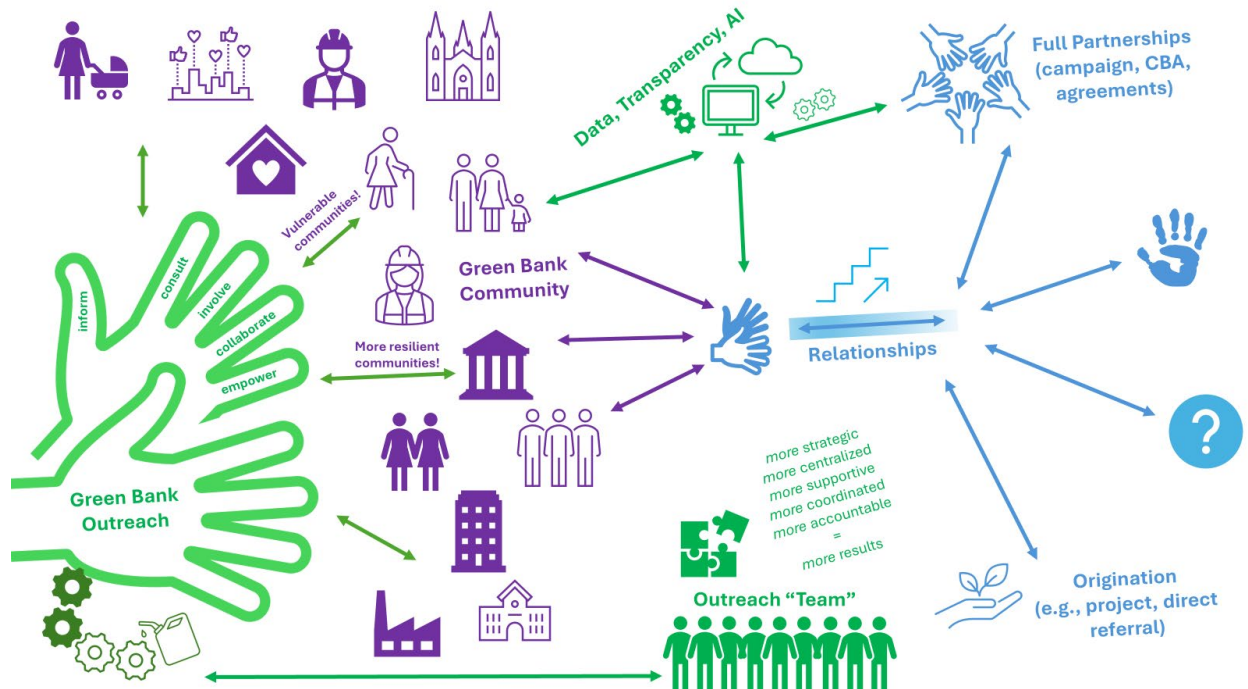 Data, Transparency, AI
Full Partnerships
(campaign, CBA,
agreements)
Vulnerable
communities!
inform
consult
involve
collaborate
empower
Green Bank
Community
More resilient
communities!
Relationships
Green Bank
Outreach
more strategic
more centralized
more supportive
more coordinated
more accountable
=
more results
?
Outreach “Team”
Origination
(e.g., project, direct
referral)